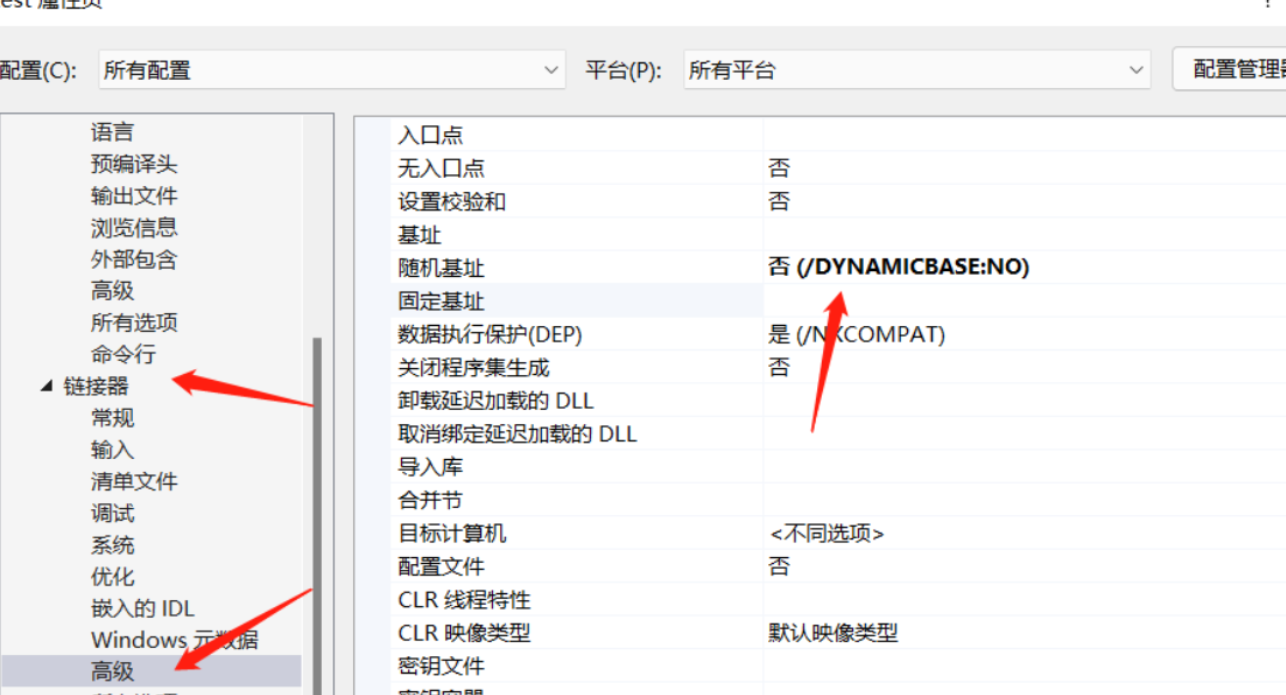 est 属性页
配置(C): 所有配置 平台(P): 所有平台 配置管理器
语言
预编译头
输出文件
浏览信息
外部包含
高级
所有选项
命令行
链接器
常规
输入
清单文件
调试
系统
优化
嵌入的 IDL
Windows 元数据
高级
入口点
无入口点 否
设置校验和 否
基址
随机基址 否 (/DYNAMICBASE:NO)
固定基址
数据执行保护(DEP) 是 (/NXCOMPAT)
关闭程序集生成 否
卸载延迟加载的 DLL
取消绑定延迟加载的 DLL
导入库
合并节
目标计算机 <不同选项>
配置文件 否
CLR 线程特性
CLR 映像类型 默认映像类型
密钥文件